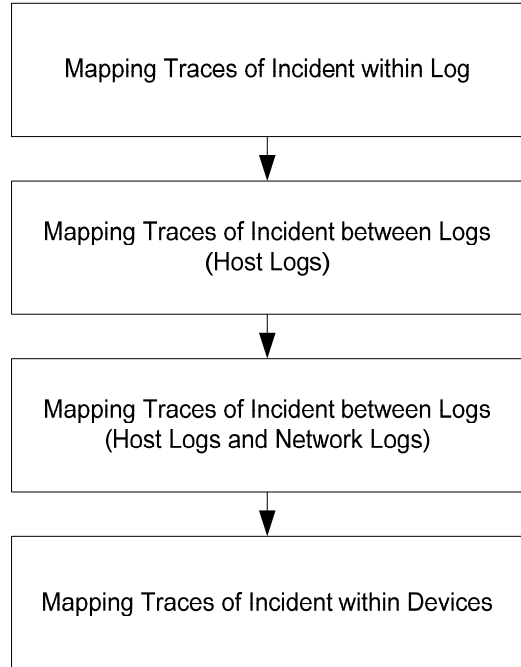 Mapping Traces of Incident within Log
Mapping Traces of Incident between Logs
(Host Logs)
Mapping Traces of Incident between Logs
(Host Logs and Network Logs)
Mapping Traces of Incident within Devices